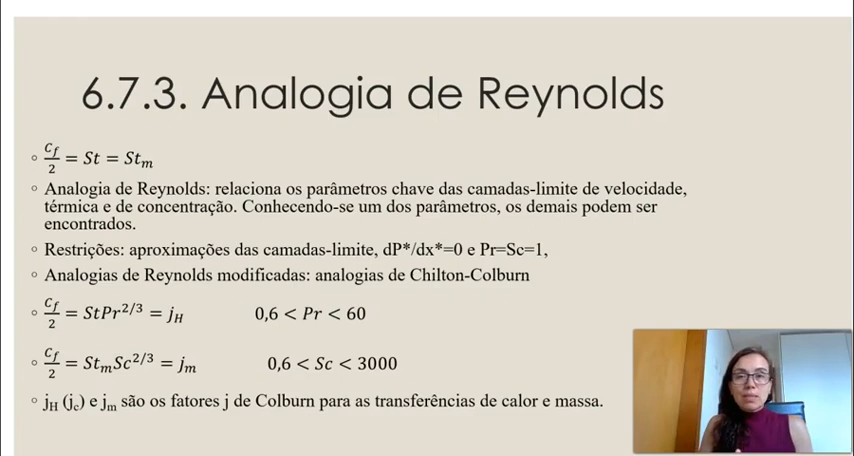 6.7.3. Analogia de Reynolds
◦ C_f/2 = St = St_m
◦ Analogia de Reynolds: relaciona os parâmetros chave das camadas-limite de velocidade,
térmica e de concentração. Conhecendo-se um dos parâmetros, os demais podem ser
encontrados.
◦ Restrições: aproximações das camadas-limite, dP*/dx*=0 e Pr=Sc=1,
◦ Analogias de Reynolds modificadas: analogias de Chilton-Colburn
◦ C_f/2 = StPr^{2/3} = j_H 0,6 < Pr < 60
◦ C_f/2 = St_mSc^{2/3} = j_m 0,6 < Sc < 3000
◦ j_H (j_c) e j_m são os fatores j de Colburn para as transferências de calor e massa.